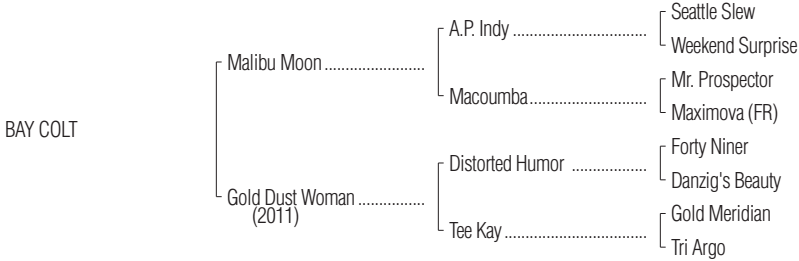 Seattle Slew
A.P. Indy ................................
Weekend Surprise
Malibu Moon ........................
Mr. Prospector
Macoumba............................
Maximova (FR)
BAY COLT
Forty Niner
Distorted Humor ..................
Danzig's Beauty
Gold Dust Woman ................
(2011)
Gold Meridian
Tee Kay ..................................
Tri Argo